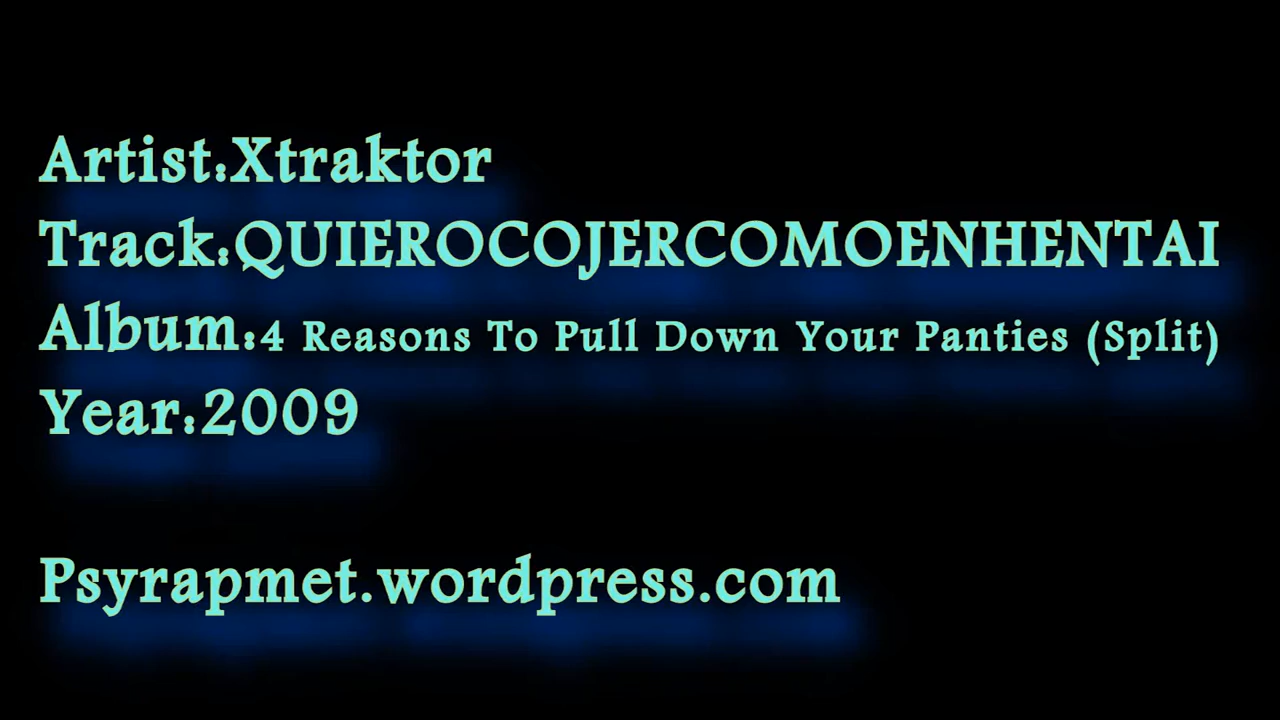 Artist:Xtraktor
Track:QUIEROCOJERCOMOENHENTAI
Album:4 Reasons To Pull Down Your Panties (Split)
Year:2009
Psyrapmet.wordpress.com